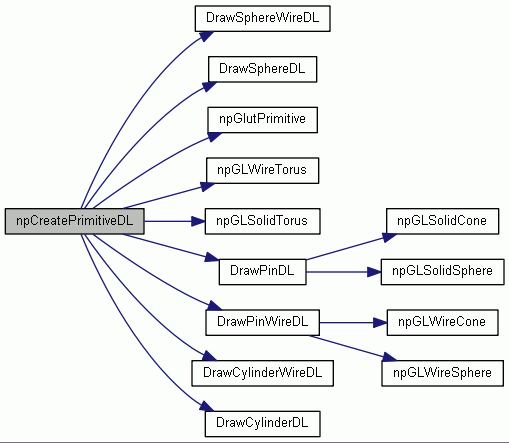 DrawSphereWireDL
DrawSphereDL
npGlutPrimitive
npGLWireTorus
npCreatePrimitiveDL
npGLSolidTorus
npGLSolidCone
DrawPinDL
npGLSolidSphere
DrawPinWireDL
npGLWireCone
DrawCylinderWireDL
npGLWireSphere
DrawCylinderDL